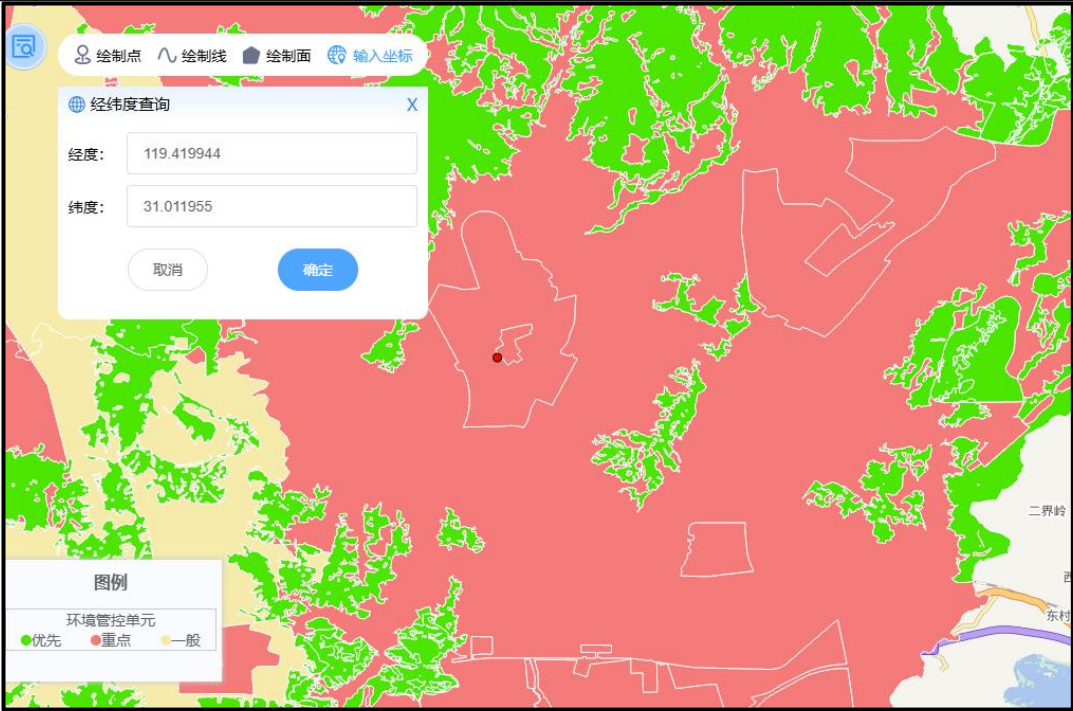 绘制点 绘制线 绘制面 输入坐标
经纬度查询 X
经度： 119.419944
纬度： 31.011955
取消 确定
二界岭
西
东村
图例
环境管控单元
优先 重点 一般